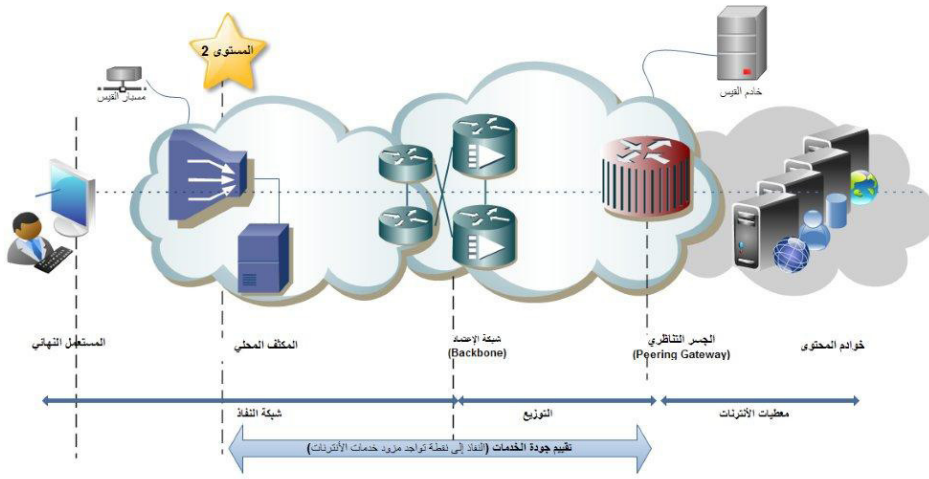 المستوى 2
مسبار القيس
خادم القيس
المستعمل النهائي
المكثف المحلي
شبكة الإعتماد
(Backbone)
الجسر التناظري
(Peering Gateway)
خوادم المحتوى
شبكة النفاذ
التوزيع
معطيات الأنترنات
تقييم جودة الخدمات (النفاذ إلى نقطة تواجد مزود خدمات الأنترنات)